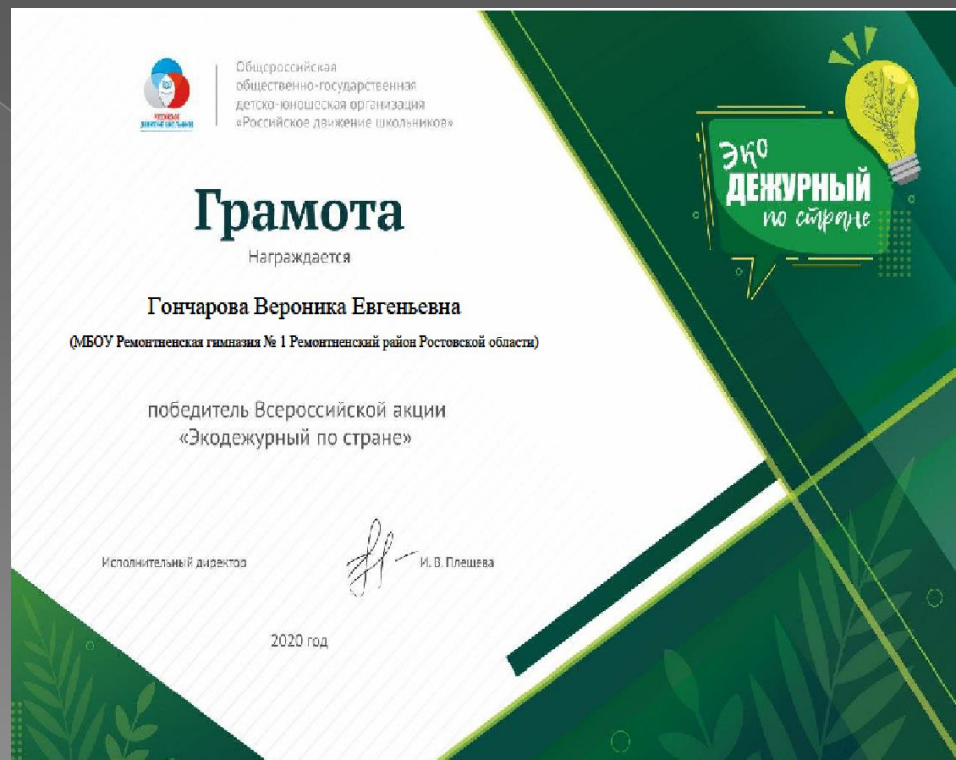 Общероссийская
общественно-государственная
детско-юношеская организация
«Российское движение школьников»
Грамота
Награждается
Гончарова Вероника Евгеньевна
(МБОУ Ремонтненская гимназия № 1 Ремонтненский район Ростовской области)
победитель Всероссийской акции
«Экодежурный по стране»
Исполнительный директор
И. В. Плещева
2020 год
Эко
ДЕЖУРНЫЙ
по стране